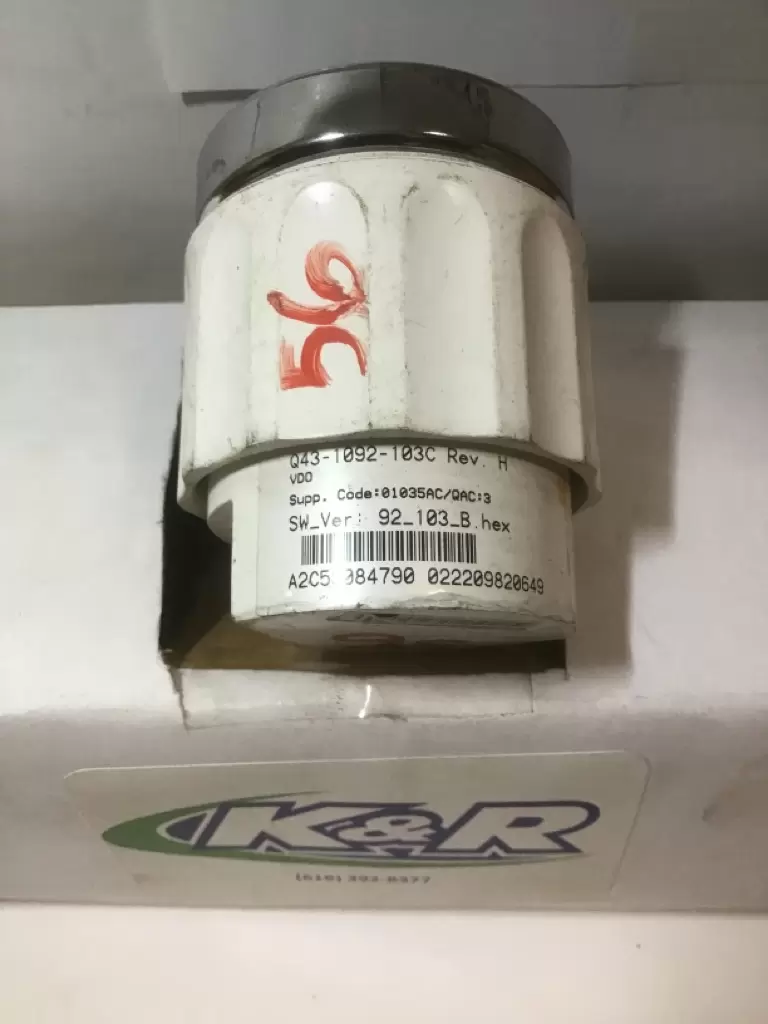 56
Q43-1092-103C Rev. H
VDO
Supp. Code:01035AC/QAC:3
SW_Ver: 92_103_B.hex
A2C5 084790 022209820649
K&R